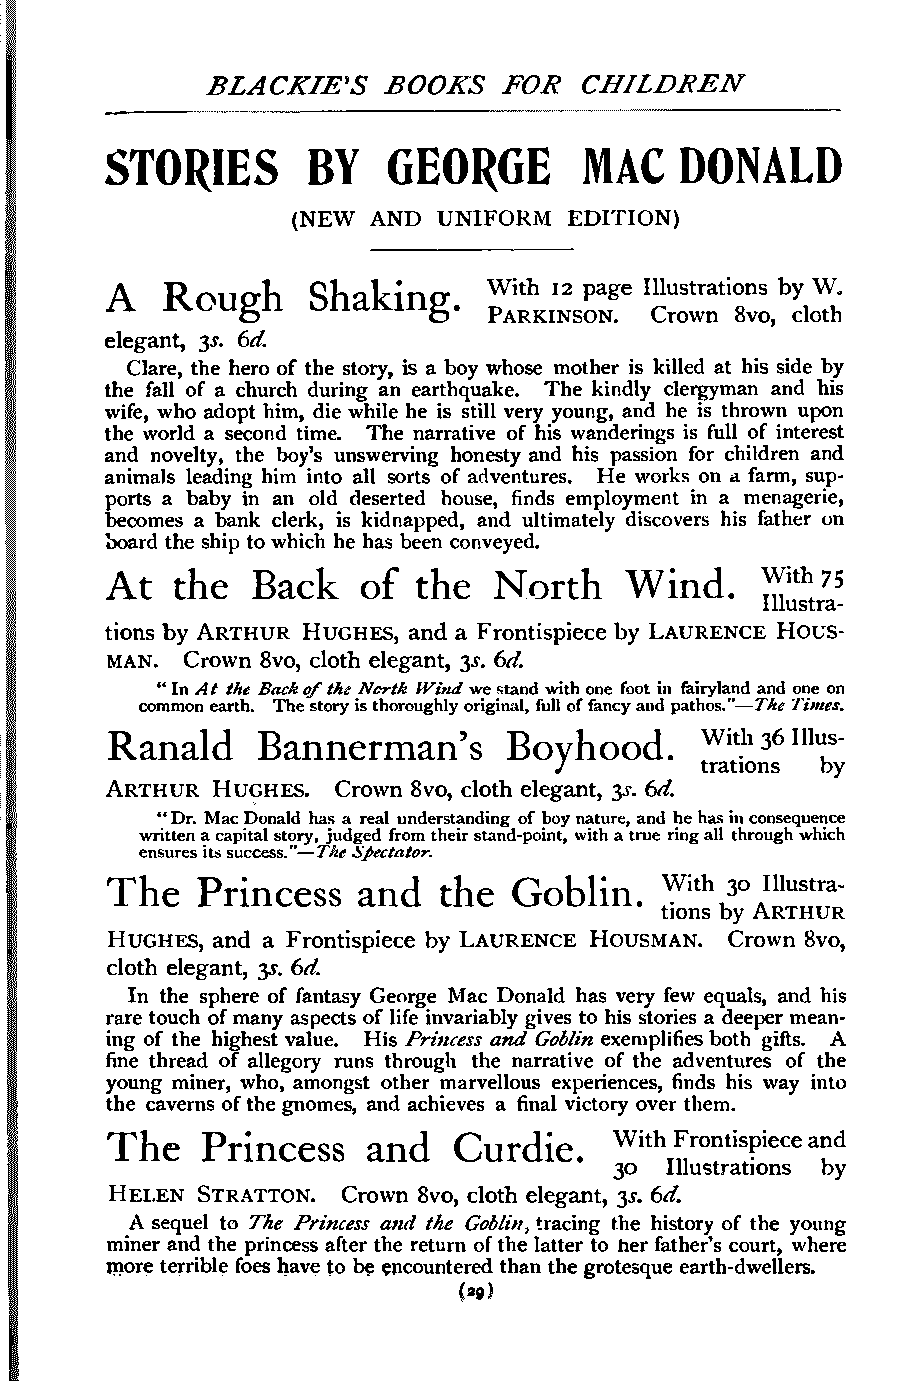 BLACKIE'S BOOKS FOR CHILDREN
STORIES BY GEORGE MAC DONALD
(NEW AND UNIFORM EDITION)
A Rough Shaking. With 12 page Illustrations by W.
PARKINSON. Crown 8vo, cloth
elegant, 3s. 6d.
Clare, the hero of the story, is a boy whose mother is killed at his side by
the fall of a church during an earthquake. The kindly clergyman and his
wife, who adopt him, die while he is still very young, and he is thrown upon
the world a second time. The narrative of his wanderings is full of interest
and novelty, the boy's unswerving honesty and his passion for children and
animals leading him into all sorts of adventures. He works on a farm, sup-
ports a baby in an old deserted house, finds employment in a menagerie,
becomes a bank clerk, is kidnapped, and ultimately discovers his father on
board the ship to which he has been conveyed.
At the Back of the North Wind. With 75
Illustra-
tions by ARTHUR HUGHES, and a Frontispiece by LAURENCE HOUS-
MAN. Crown 8vo, cloth elegant, 3s. 6d.
"In At the Back of the North Wind we stand with one foot in fairyland and one on
common earth. The story is thoroughly original, full of fancy and pathos."—The Times.
Ranald Bannerman's Boyhood. With 36 Illus-
trations by
ARTHUR HUGHES. Crown 8vo, cloth elegant, 3s. 6d.
"Dr. Mac Donald has a real understanding of boy nature, and he has in consequence
written a capital story, judged from their stand-point, with a true ring all through which
ensures its success."—The Spectator.
The Princess and the Goblin. With 30 Illustra-
tions by ARTHUR
HUGHES, and a Frontispiece by LAURENCE HOUSMAN. Crown 8vo,
cloth elegant, 3s. 6d.
In the sphere of fantasy George Mac Donald has very few equals, and his
rare touch of many aspects of life invariably gives to his stories a deeper mean-
ing of the highest value. His Princess and Goblin exemplifies both gifts. A
fine thread of allegory runs through the narrative of the adventures of the
young miner, who, amongst other marvellous experiences, finds his way into
the caverns of the gnomes, and achieves a final victory over them.
The Princess and Curdie. With Frontispiece and
30 Illustrations by
HELEN STRATTON. Crown 8vo, cloth elegant, 3s. 6d.
A sequel to The Princess and the Goblin, tracing the history of the young
miner and the princess after the return of the latter to her father's court, where
more terrible foes have to be encountered than the grotesque earth-dwellers.
(29)